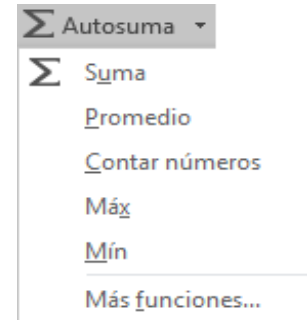 Σ Autosuma
Σ Suma
Promedio
Contar números
Máx
Mín
Más funciones...